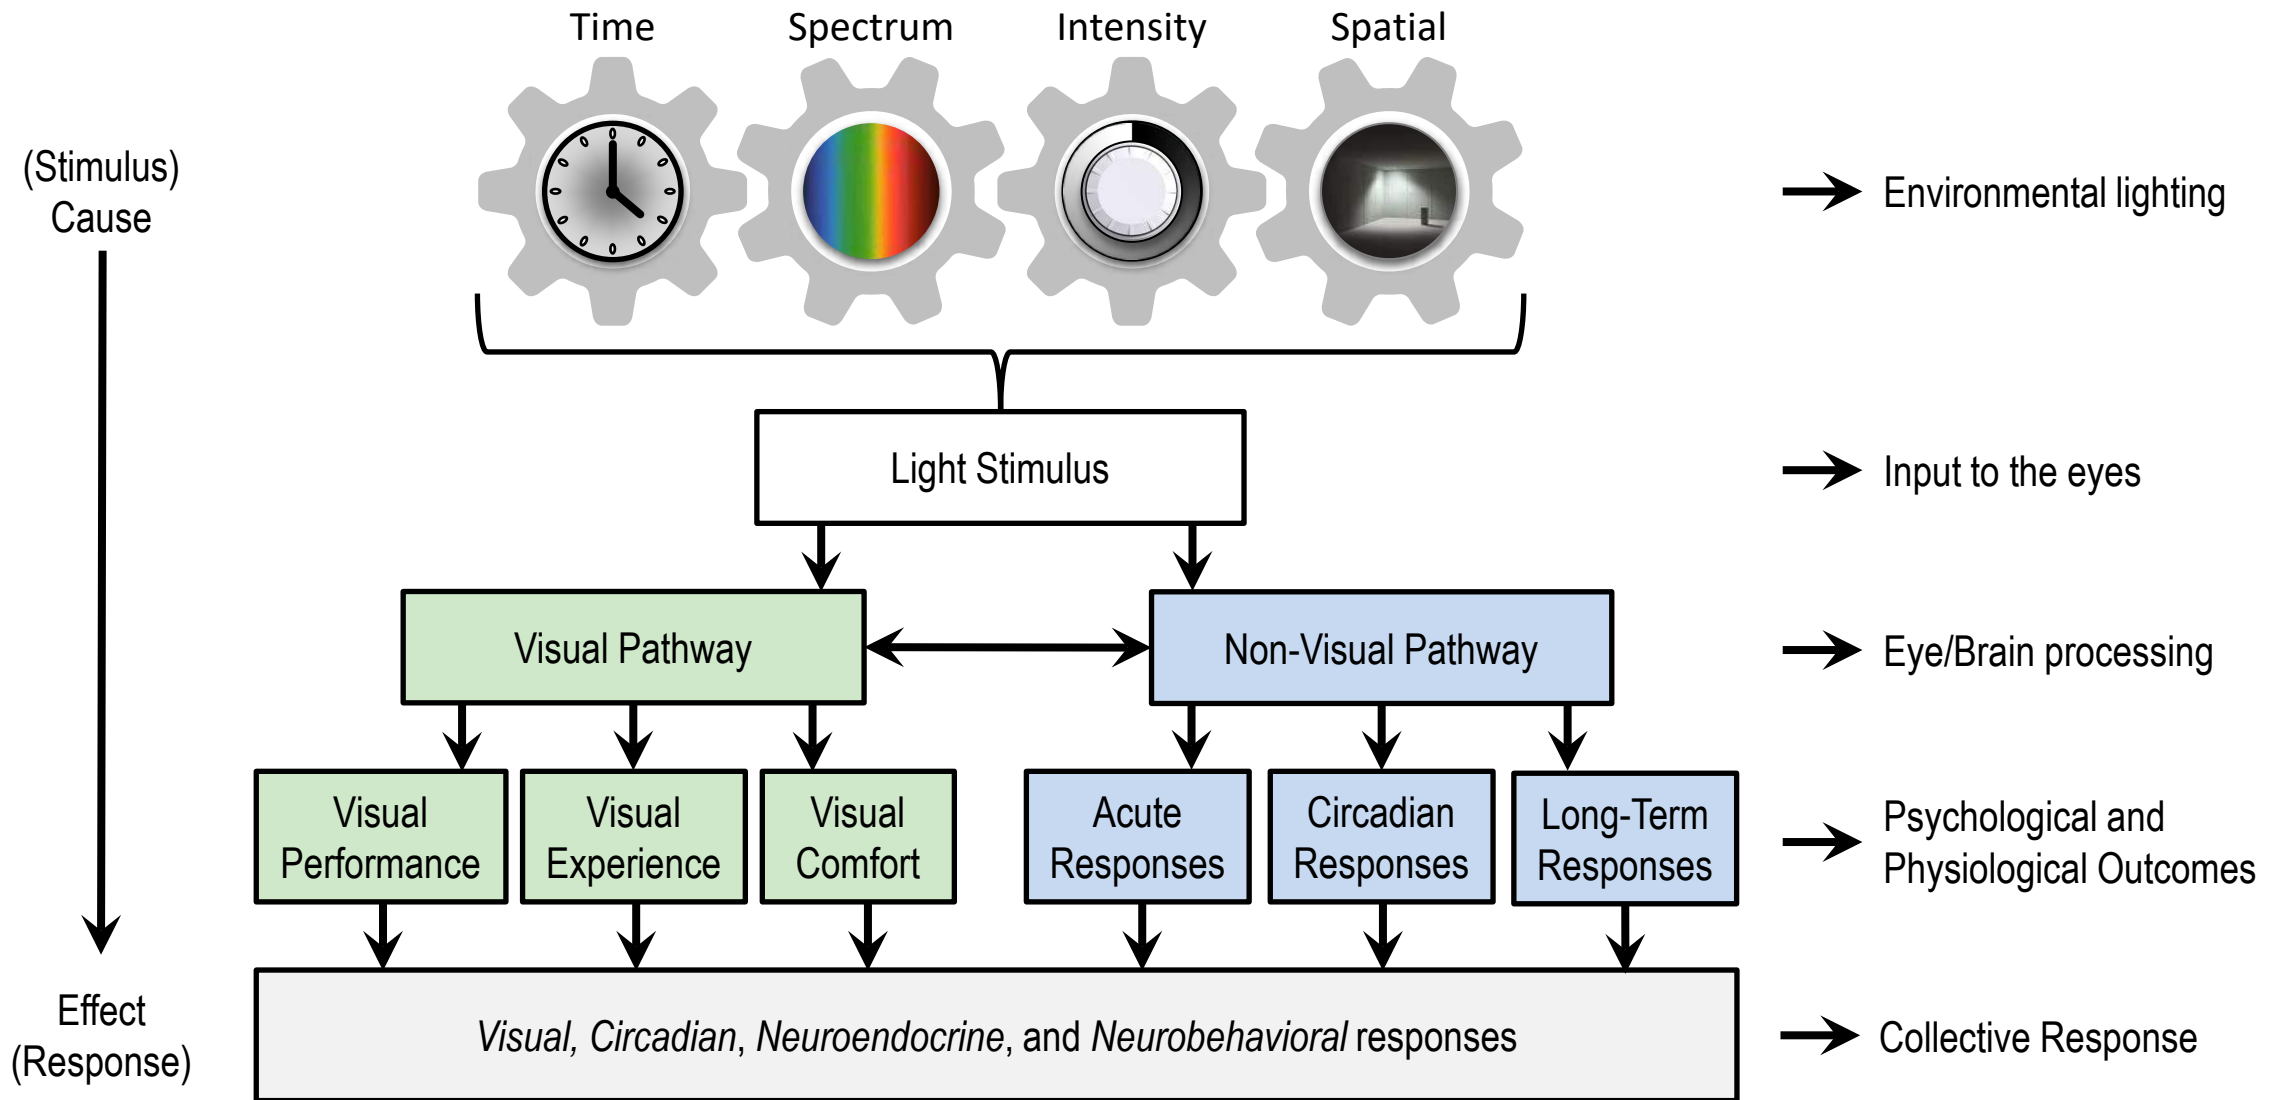 Time
Spectrum
Intensity
Spatial
(Stimulus)
Cause
Environmental lighting
Light Stimulus
Input to the eyes
Visual Pathway
Non-Visual Pathway
Eye/Brain processing
Visual
Performance
Visual
Experience
Visual
Comfort
Acute
Responses
Circadian
Responses
Long-Term
Responses
Psychological and
Physiological Outcomes
Effect
(Response)
Visual, Circadian, Neuroendocrine, and Neurobehavioral responses
Collective Response